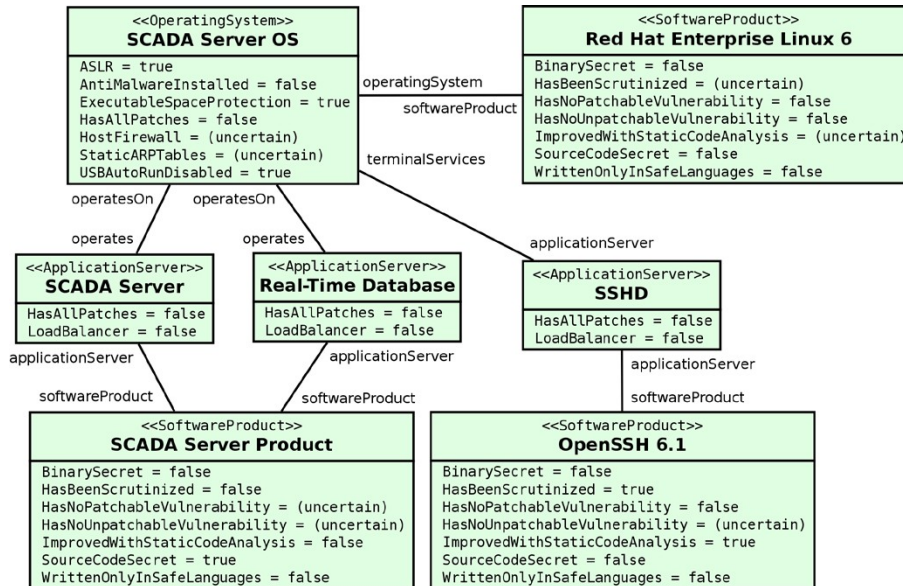 <<OperatingSystem>>
SCADA Server OS
ASLR = true
AntiMalwareInstalled = false
ExecutableSpaceProtection = true
HasAllPatches = false
HostFirewall = (uncertain)
StaticARPTables = (uncertain)
USBAutoRunDisabled = true
operatingSystem
softwareProduct
<<SoftwareProduct>>
Red Hat Enterprise Linux 6
BinarySecret = false
HasBeenScrutinized = (uncertain)
HasNoPatchableVulnerability = false
HasNoUnpatchableVulnerability = false
ImprovedWithStaticCodeAnalysis = (uncertain)
SourceCodeSecret = false
WrittenOnlyInSafeLanguages = false
terminalServices
operatesOn
operatesOn
operates
operates
applicationServer
<<ApplicationServer>>
SCADA Server
HasAllPatches = false
LoadBalancer = false
<<ApplicationServer>>
Real-Time Database
HasAllPatches = false
LoadBalancer = false
<<ApplicationServer>>
SSHD
HasAllPatches = false
LoadBalancer = false
applicationServer
applicationServer
applicationServer
softwareProduct
softwareProduct
softwareProduct
<<SoftwareProduct>>
SCADA Server Product
BinarySecret = false
HasBeenScrutinized = false
HasNoPatchableVulnerability = (uncertain)
HasNoUnpatchableVulnerability = (uncertain)
ImprovedWithStaticCodeAnalysis = false
SourceCodeSecret = true
WrittenOnlyInSafeLanguages = false
<<SoftwareProduct>>
OpenSSH 6.1
BinarySecret = false
HasBeenScrutinized = true
HasNoPatchableVulnerability = false
HasNoUnpatchableVulnerability = (uncertain)
ImprovedWithStaticCodeAnalysis = true
SourceCodeSecret = false
WrittenOnlyInSafeLanguages = false